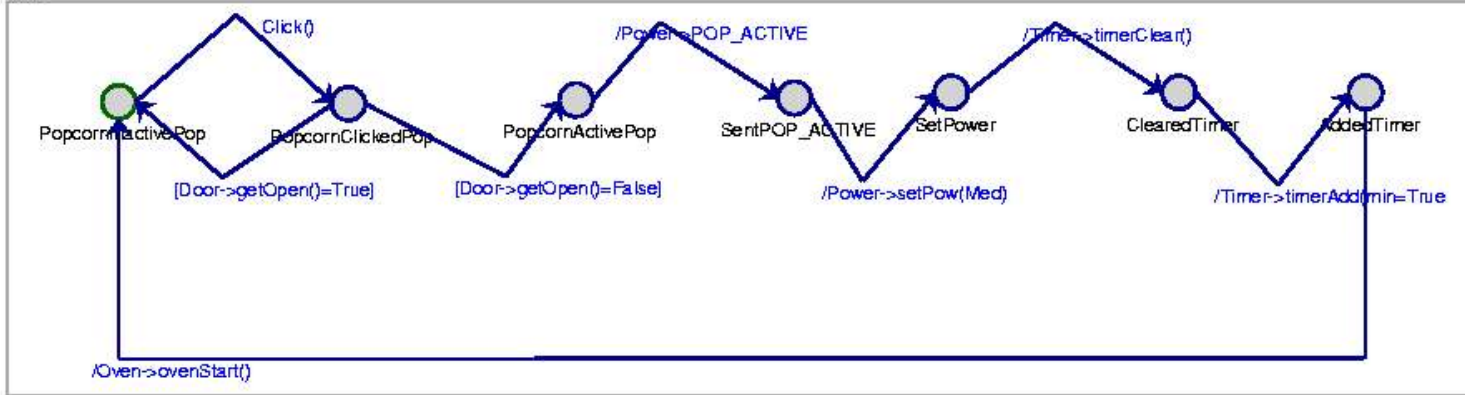 Click()
/Power->POP_ACTIVE
/Timer->timerClear()
PopcornInactivePop
PopcornClickedPop
PopcornActivePop
SentPOP_ACTIVE
SetPower
ClearedTimer
AddedTimer
[Door->getOpen()=True]
[Door->getOpen()=False]
/Power->setPow(Med)
/Timer->timerAdd(min=True
/Oven->ovenStart()